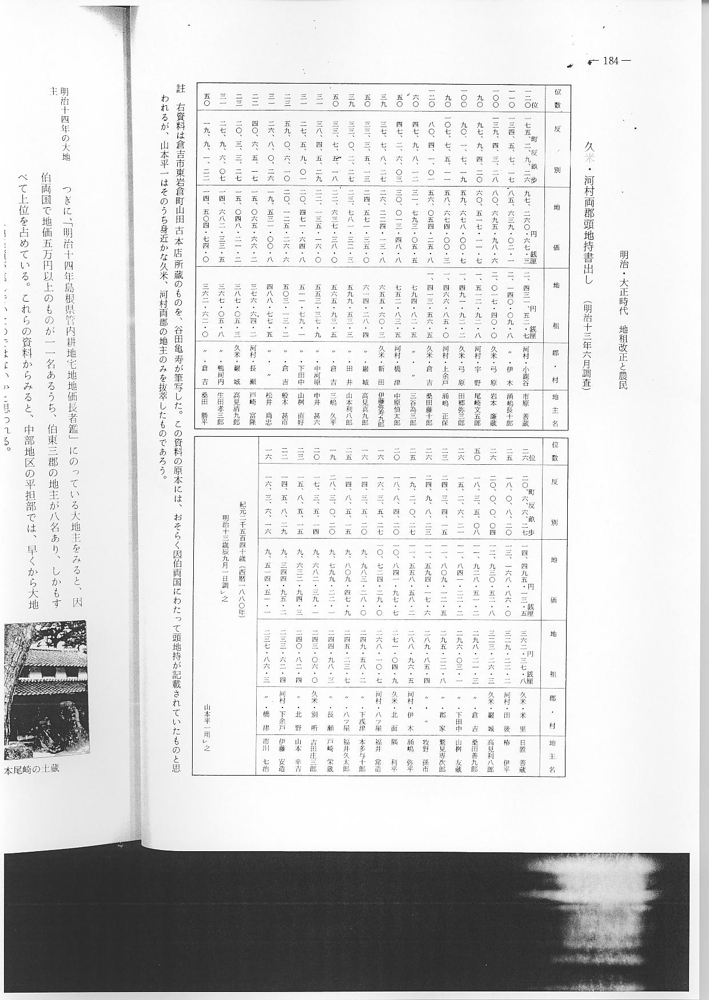 — 184 —
明治・大正時代　地租改正と農民
久米・河村両郡頭地持書出し　（明治十三年六月調査）
位数　反別　地価　地租　郡・村　地主名
位　町反畝歩　円銭厘　円銭厘
一二〇　一七五、二、九、二六　九七、二六〇・六七・三　二、四三一、五二・七　河村・小鹿谷　市原　善蔵
一一〇　一三四、五、七、一七　八五、六三九・〇二・一　二、一四〇・〇九・八　〃・伊木　涌嶋長十郎
一〇〇　一三九、四、三、二八　八〇、六九五・九八・六　二、〇一七・四〇・〇　久米・弓原　岩本　廉蔵
九〇　九七、九、四、二〇　六〇、五一七・一一・七　一、五一二・九二・八　河村・宇野　尾崎文五郎
一〇〇　九〇、一、七、一九　五九、六七八・〇〇・七　一、四九一・九二・二　久米・弓原　田郷弥三郎
九〇　一〇七、七、五、一一　五八、六七四・〇〇・三　一、四六六・八五・〇　河村・上余戸　涌嶋　正保
一二〇　八〇、四、一、〇一　五六、〇五四・二五・八　一、四一三・五六・五　久米・倉吉　桑田藤十郎
六〇　四七、九、八、一二　三一、七九三・〇五・五　七九四・八二・五　〃・〃　三谷為三郎
五〇　四七、二、六、〇三　三〇、〇一三・四八・八　七五二・八三・五　河村・橋津　中原慎太郎
三九　三七、七、八、二七　二六、二二四・一三・八　六五五・六〇・三　久米・新田　伊藤弥寿九郎
五〇　三三、三、五、一三　二四、五七一・三五・〇　六一四・二八・四　〃・巌城　高見真九郎
三九　三三、〇、二、二七　二三、七八一・三二・三　五九九・五三・三　〃・田井　山本利八郎
五〇　三三、七、五、一八　二二、六三七・三八・〇　五六五・九三・五　〃・倉吉　三嶋　久平
三一　三八、四、五、二九　二二、一三五・一六・〇　五五三・三七・九　〃・中河原　中井　甚六
三一　二七、五、九、〇一　二〇、四七一・六四・八　五一一・七九・一　〃・下田中　山桝　直好
二三　五九、〇、六、一〇　二〇、一二五・二六・六　五〇三・一三・二　〃・倉吉　般木　甚市
三一　二六、八、〇、二六　一九、五三一・〇〇・八　四八八・七七・五　〃・〃　松井　尚忠
二二　四〇、六、五、一七　一五、〇六五・六六・二　三七六・六四・二　河村・長瀬　戸崎　富隆
二三　二〇、三、三、二七　一五、〇四八・二一・二　三八七・〇五・三　久米・巌城　高見清九郎
三一　二七、九、六、〇七　一四、六八二・三三・五　三六七・〇五・八　〃・鴨河内　生田孝三郎
五〇　一九、九、一、二二　一四、五〇四・七四・〇　三六二・六二・〇　〃・倉吉　桑田　勝平
位数　反別　地価　地租　郡・村　地主名
位　町反畝歩　円銭厘　円銭厘
二六　二〇、六、六、二七　一四、四九五・一三・五　三六二・三七・八　久米・米里　日置　善蔵
二五　一八、〇、八、二〇　一三、一六八・八六・〇　三二九・二二・二　河村・田後　椿　伊平
二六　二〇、〇、〇、〇四　一二、九三〇・五二・八　三二三・二六・三　久米・巌城　高見利八郎
五〇　一八、三、五、〇八　一一、九二八・五一・二　二九八・二一・三　〃・倉吉　桑田善九郎
二六　一五、二、六、二一　一一、八四一・二二・二　二九六・〇三・一　〃・下田中　山桝　友蔵
二三　二四、三、四、一五　一一、八〇九・一二・五　二九五・二二・八　〃・郡家　鷲見専次郎
二六　二四、九、八、二三　一一、五九四・一七・六　二八九・八五・四　〃・〃　牧野　孫市
二五　一九、二、〇、二七　一一、五五八・五八・二　二八八・九六・五　河村・伊木　涌嶋　弥平
二〇　一八、八、四、二〇　一〇、八四一・九七・七　二七一・〇四・九　久米・北面　隅　利平
一六　一六、三、五、二七　一〇、七二四・二九・〇　二六八・一〇・七　河村・八ッ屋　福井　常造
一六　一四、三、五、二〇　九、九八三・二八・〇　二四九・五八・二　〃・下浅津　本多与十郎
二五　一四、八、五、一五　九、八〇九・四七・九　二四五・二三・七　〃・八ッ屋　福井久太郎
一九　二八、三、〇、二〇　九、七九九・二二・一　二四四・九八・三　〃・長瀬　戸崎　栄蔵
二〇　一七、三、五、一四　九、六八二・三九・一　二四三・〇六・〇　久米・別所　吉田庄三郎
二三　一五、八、五、一五　九、六三二・九四・三　二四〇・八二・四　〃・北野　山本　幸吉
二二　一四、五、八、二九　九、三四四・九五・二　二三三・六二・四　河村・下余戸　伊藤　安造
一六　一六、三、六、一六　九、五一四・五一・一　二三七・八六・三　〃・橋津　市川　七治
紀元二千五百四十歳（西暦一八八〇年）
明治十三歳辰九月一日調レ之
山本平一用レ之
註　右資料は倉吉市東岩倉町山田古本店所蔵のものを、谷田亀寿が筆写した。この資料の原本には、おそらく因伯両国にわたって頭地持が記載されていたものと思
われるが、山本平一はそのうち身近かな久米、河村両郡の地主のみを抜萃したものであろう。
明治十四年の大地
主
つぎに、「明治十四年島根県管内耕地宅地地価長者鑑」にのっている大地主をみると、因
伯両国で地価五万円以上のものが一一名あるうち、伯東三郡の地主が八名あり、しかもす
べて上位を占めている。これらの資料からみると、中部地区の平担部では、早くから大地
いたのではないかと思われる。
本尾崎の土蔵